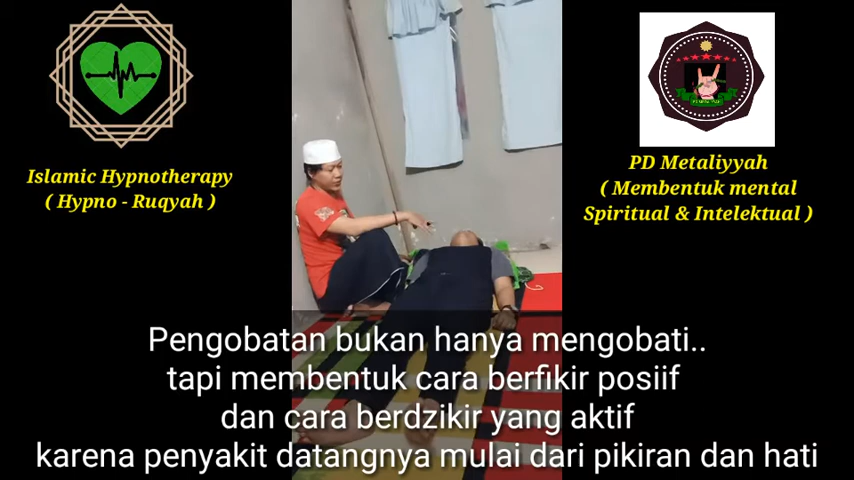 Islamic Hypnotherapy
( Hypno - Ruqyah )
PD Metaliyyah
( Membentuk mental
Spiritual & Intelektual )
Pengobatan bukan hanya mengobati..
tapi membentuk cara berfikir posiif
dan cara berdzikir yang aktif
karena penyakit datangnya mulai dari pikiran dan hati